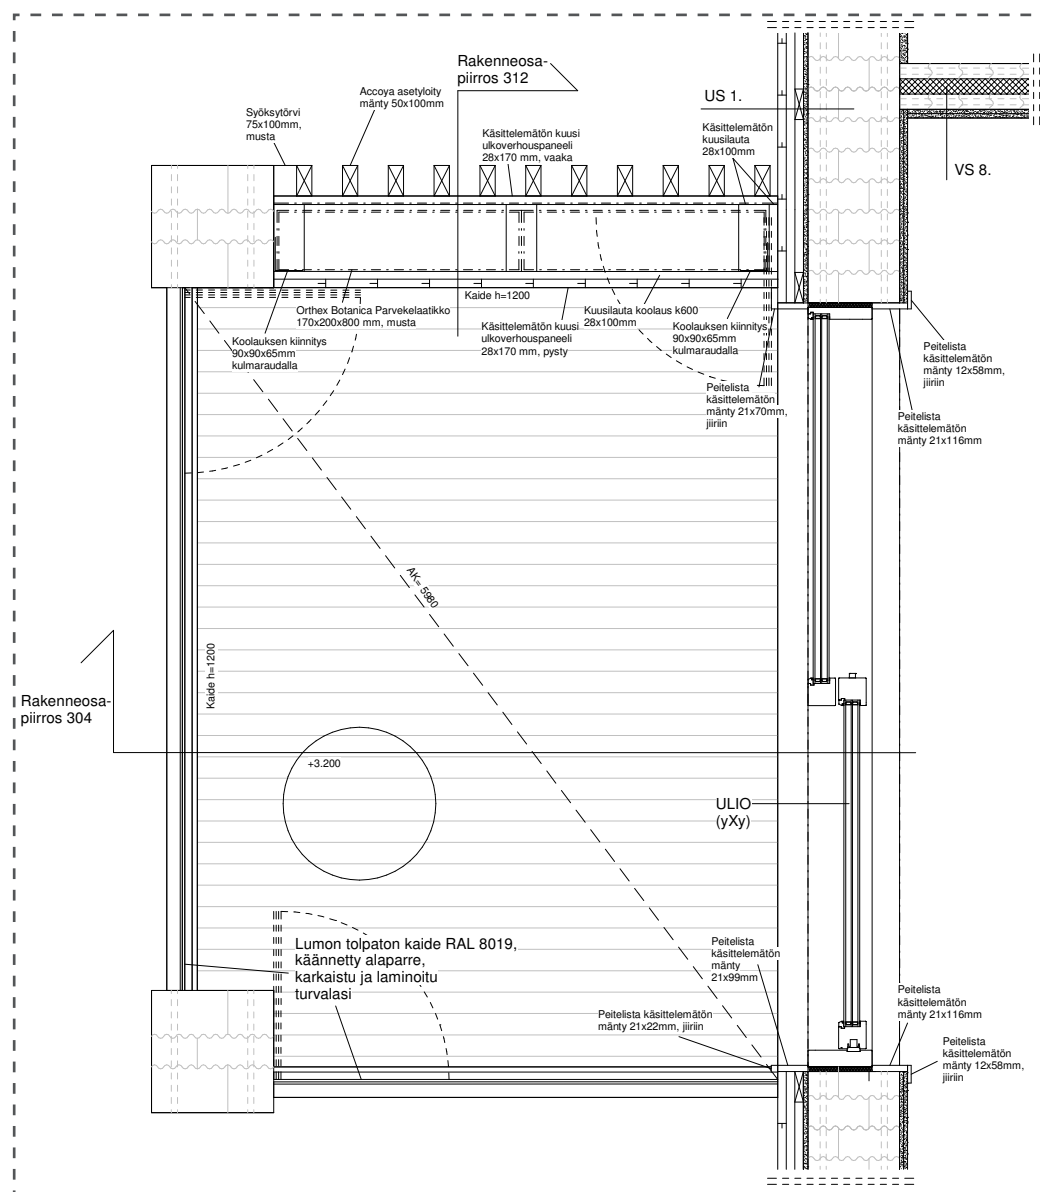 Rakenneosa-
piirros 312
Accoya asetyloity
mänty 50x100mm
Syöksytörvi
75x100mm,
musta
Käsittelemätön kuusi
ulkoverhouspaneeli
28x170 mm, vaaka
US 1.
Käsittelemätön
kuusilauta
28x100mm
VS 8.
Kaide h=1200
Orthex Botanica Parvekelaatikko
170x200x800 mm, musta
Kuusilauta koolaus k600
28x100mm
Koolauksen kiinnitys
90x90x65mm
kulmaraudalla
Käsittelemätön kuusi
ulkoverhouspaneeli
28x170 mm, pysty
Koolauksen kiinnitys
90x90x65mm
kulmaraudalla
Peitelista
käsittelemätön
mänty 12x58mm,
jiiriin
Peitelista
käsittelemätön
mänty 21x70mm,
jiiriin
Peitelista
käsittelemätön
mänty 21x116mm
AK= 5980
Kaide h=1200
Rakenneosa-
piirros 304
+3.200
ULIO
(yXy)
Lumon tolpaton kaide RAL 8019,
käännetty alaparre,
karkaistu ja laminoitu
turvalasi
Peitelista
käsittelemätön
mänty
21x99mm
Peitelista käsittelemätön
mänty 21x22mm, jiiriin
Peitelista
käsittelemätön
mänty 21x116mm
Peitelista
käsittelemätön
mänty 12x58mm,
jiiriin